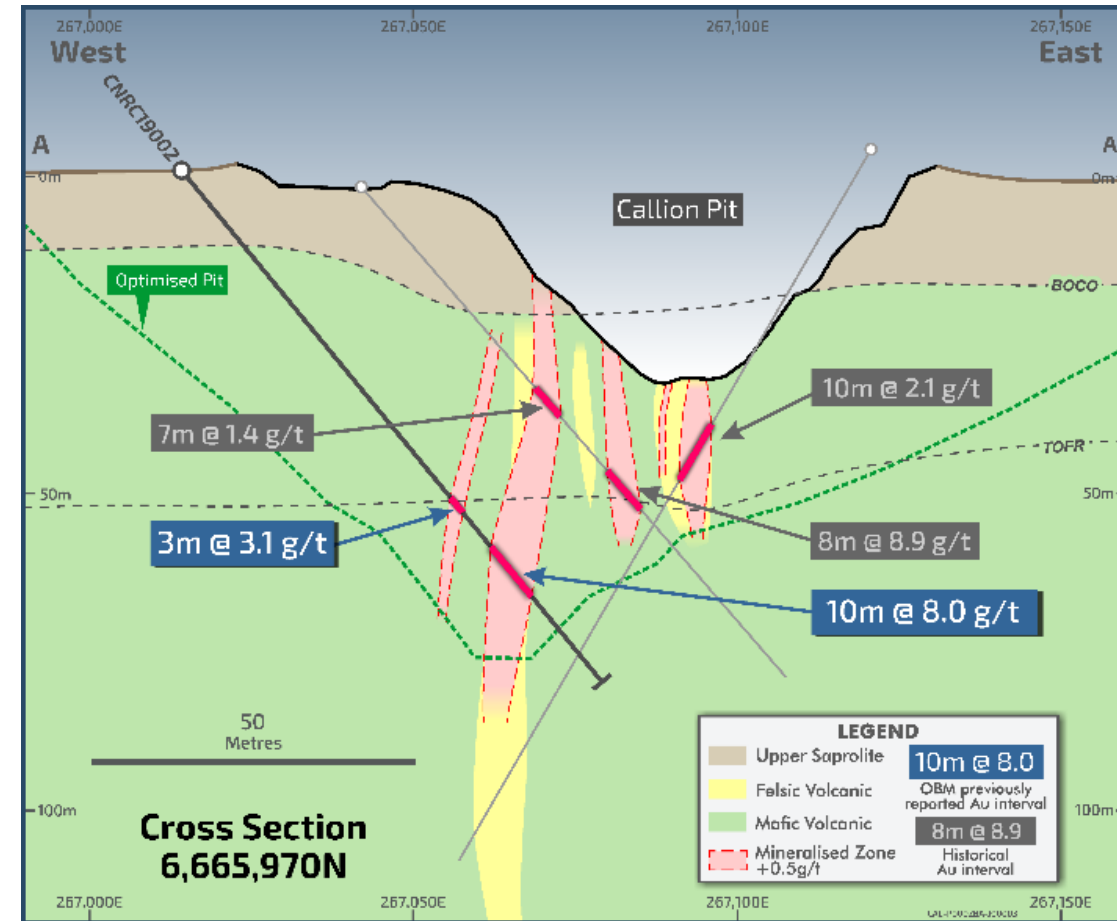 267,000E
267,050E
267,100E
267,150E
West
East
CNRC19002
A
A
0m
0m
Callion Pit
Optimised Pit
BOCO
10m @ 2.1 g/t
7m @ 1.4 g/t
TOFR
50m
50m
3m @ 3.1 g/t
8m @ 8.9 g/t
10m @ 8.0 g/t
50
Metres
LEGEND
Upper Saprolite
Felsic Volcanic
Mafic Volcanic
Mineralised Zone
+0.5g/t
10m @ 8.0
OBM previously
reported Au interval
8m @ 8.9
Historical
Au interval
100m
100m
Cross Section
6,665,970N
267,000E
267,050E
267,100E
267,150E